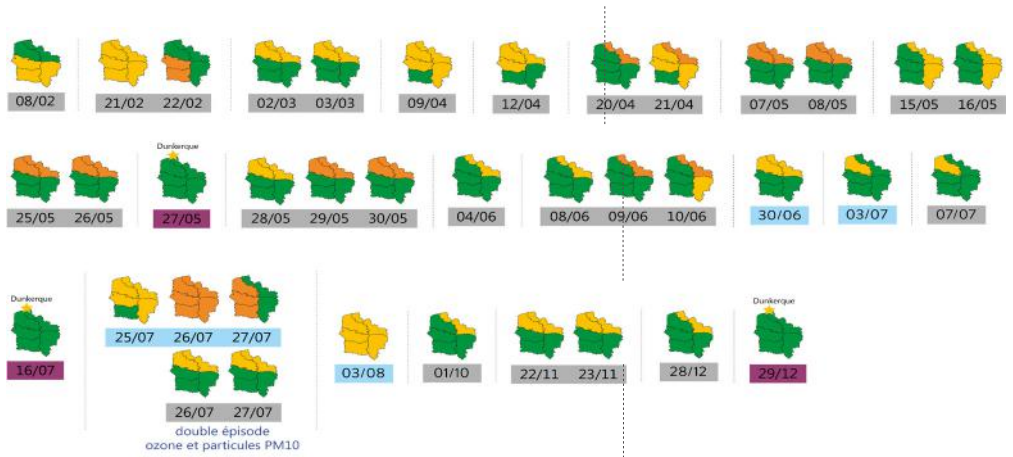 08/02 21/02 22/02 02/03 03/03 09/04 12/04 20/04 21/04 07/05 08/05 15/05 16/05
Dunkerque
25/05 26/05 27/05 28/05 29/05 30/05 04/06 08/06 09/06 10/06 30/06 03/07 07/07
Dunkerque
Dunkerque
16/07 25/07 26/07 27/07 03/08 01/10 22/11 23/11 28/12 29/12
26/07 27/07
double épisode
ozone et particules PM10